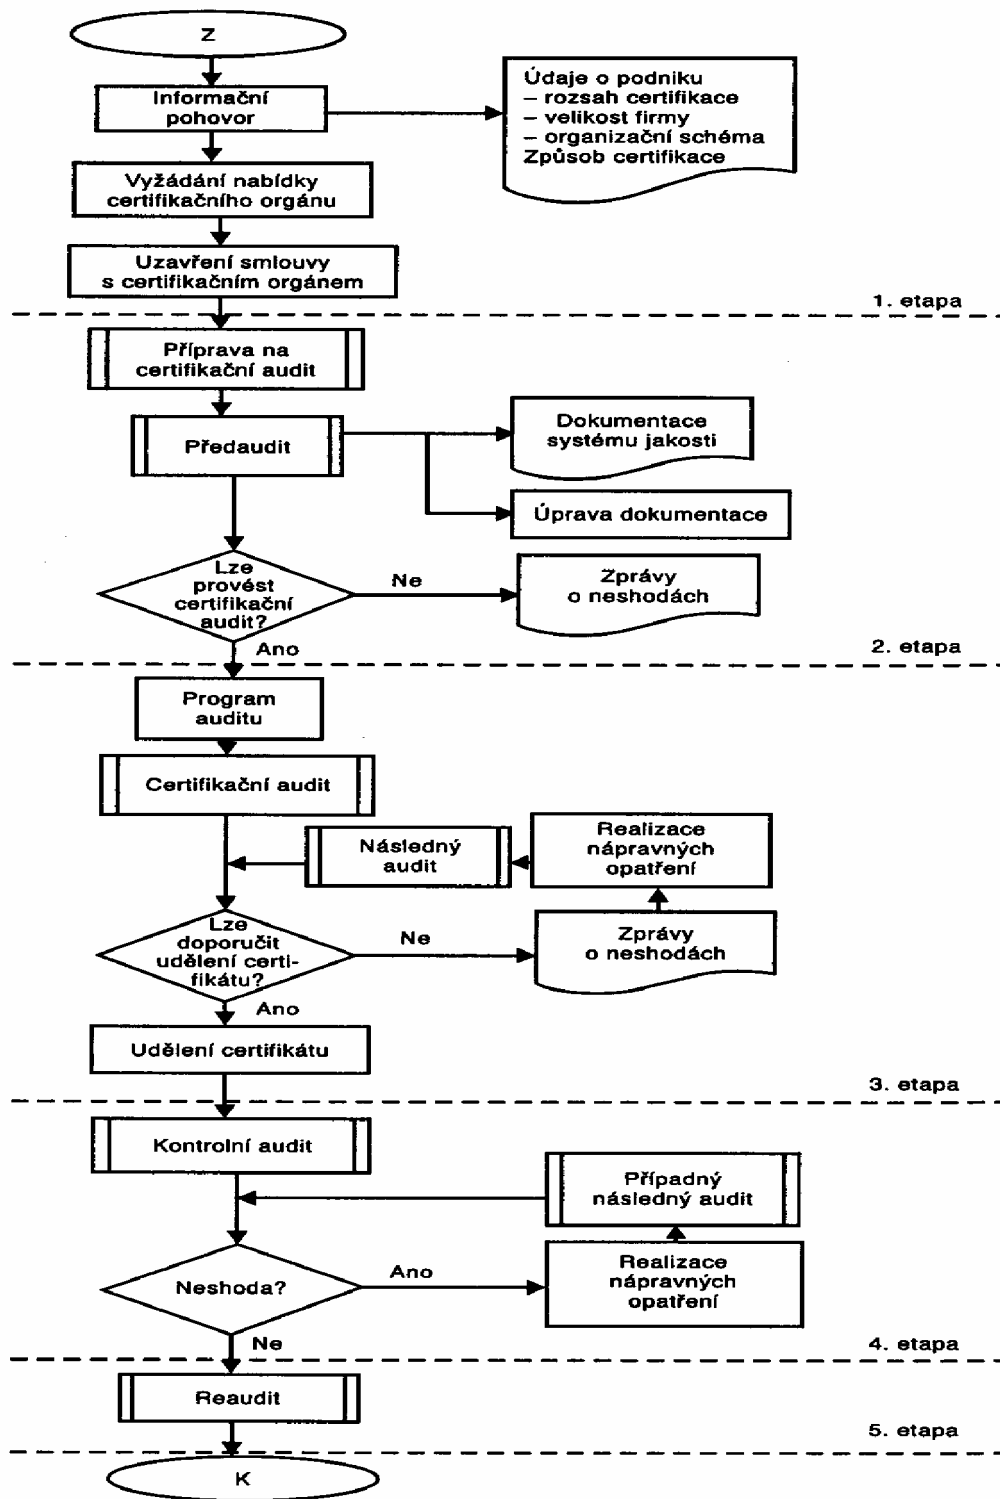 Z
Informační
pohovor
Údaje o podniku
– rozsah certifikace
– velikost firmy
– organizační schéma
Způsob certifikace
Vyžádání nabídky
certifikačního orgánu
Uzavření smlouvy
s certifikačním orgánem
1. etapa
Příprava na
certifikační audit
Předaudit
Dokumentace
systému jakosti
Úprava dokumentace
Lze
provést
certifikační
audit?
Ne
Zprávy
o neshodách
Ano
2. etapa
Program
auditu
Certifikační audit
Následný
audit
Realizace
nápravných
opatření
Lze
doporučit
udělení certi-
fikátu?
Ne
Zprávy
o neshodách
Ano
Udělení certifikátu
3. etapa
Kontrolní audit
Případný
následný audit
Neshoda?
Ano
Realizace
nápravných
opatření
Ne
4. etapa
Reaudit
5. etapa
K